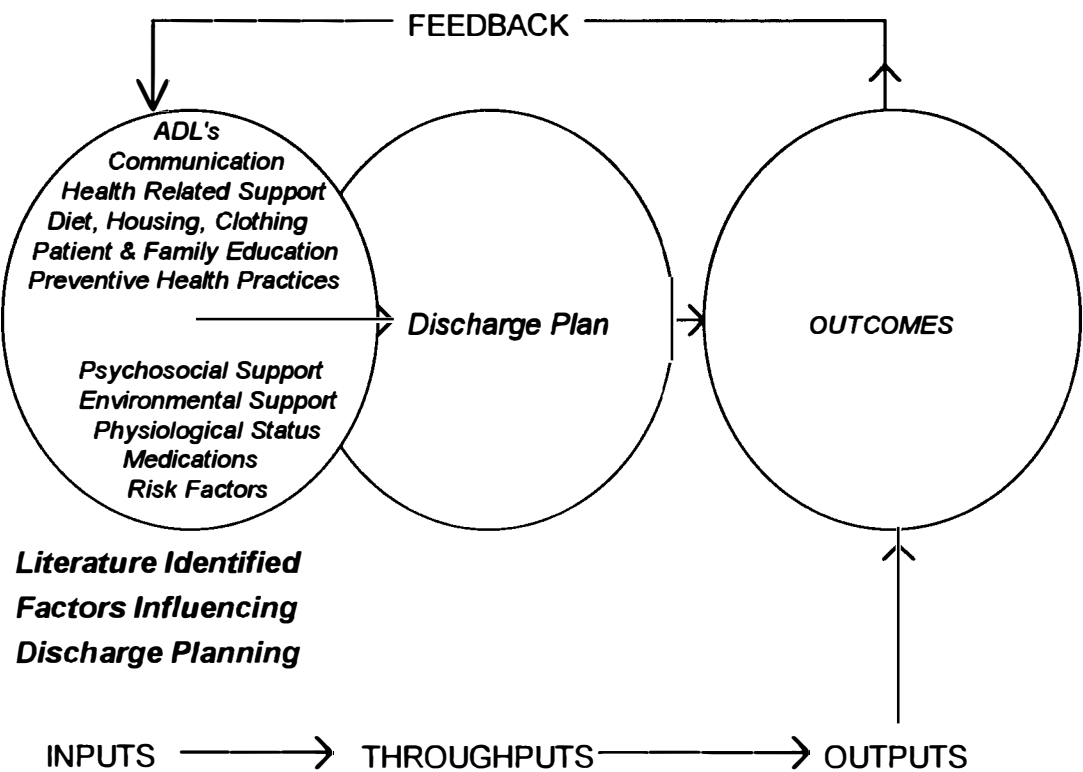 FEEDBACK
ADL's
Communication
Health Related Support
Diet, Housing, Clothing
Patient & Family Education
Preventive Health Practices
Discharge Plan
OUTCOMES
Psychosocial Support
Environmental Support
Physiological Status
Medications
Risk Factors
Literature Identified
Factors Influencing
Discharge Planning
INPUTS THROUGHPUTS OUTPUTS